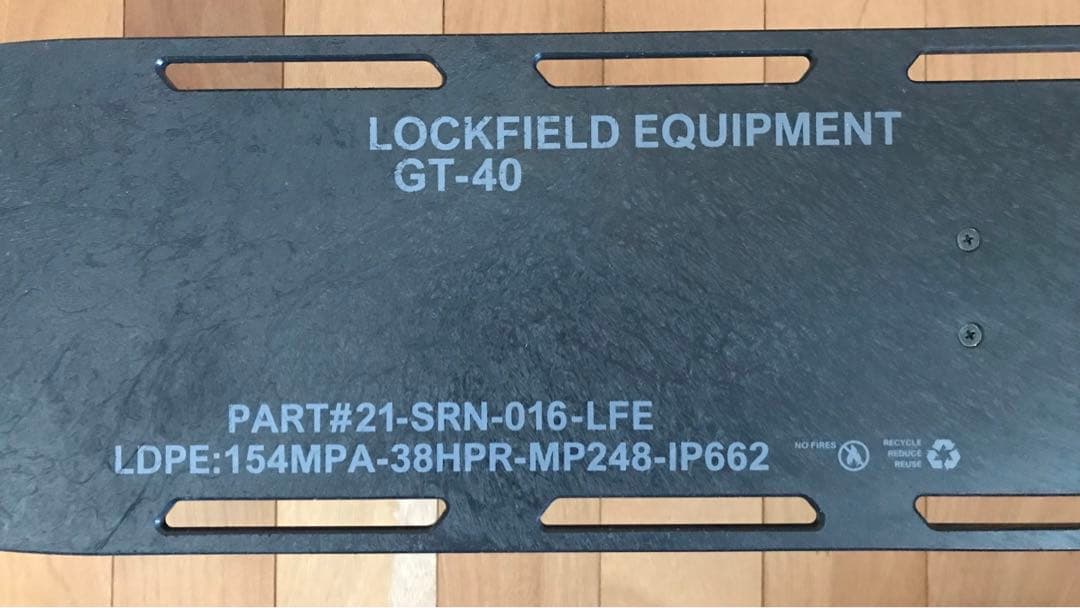 LOCKFIELD EQUIPMENT
GT-40
PART#21-SRN-016-LFE
LDPE:154MPA-38HPR-MP248-IP662
NO FIRES
RECYCLE
REDUCE
REUSE